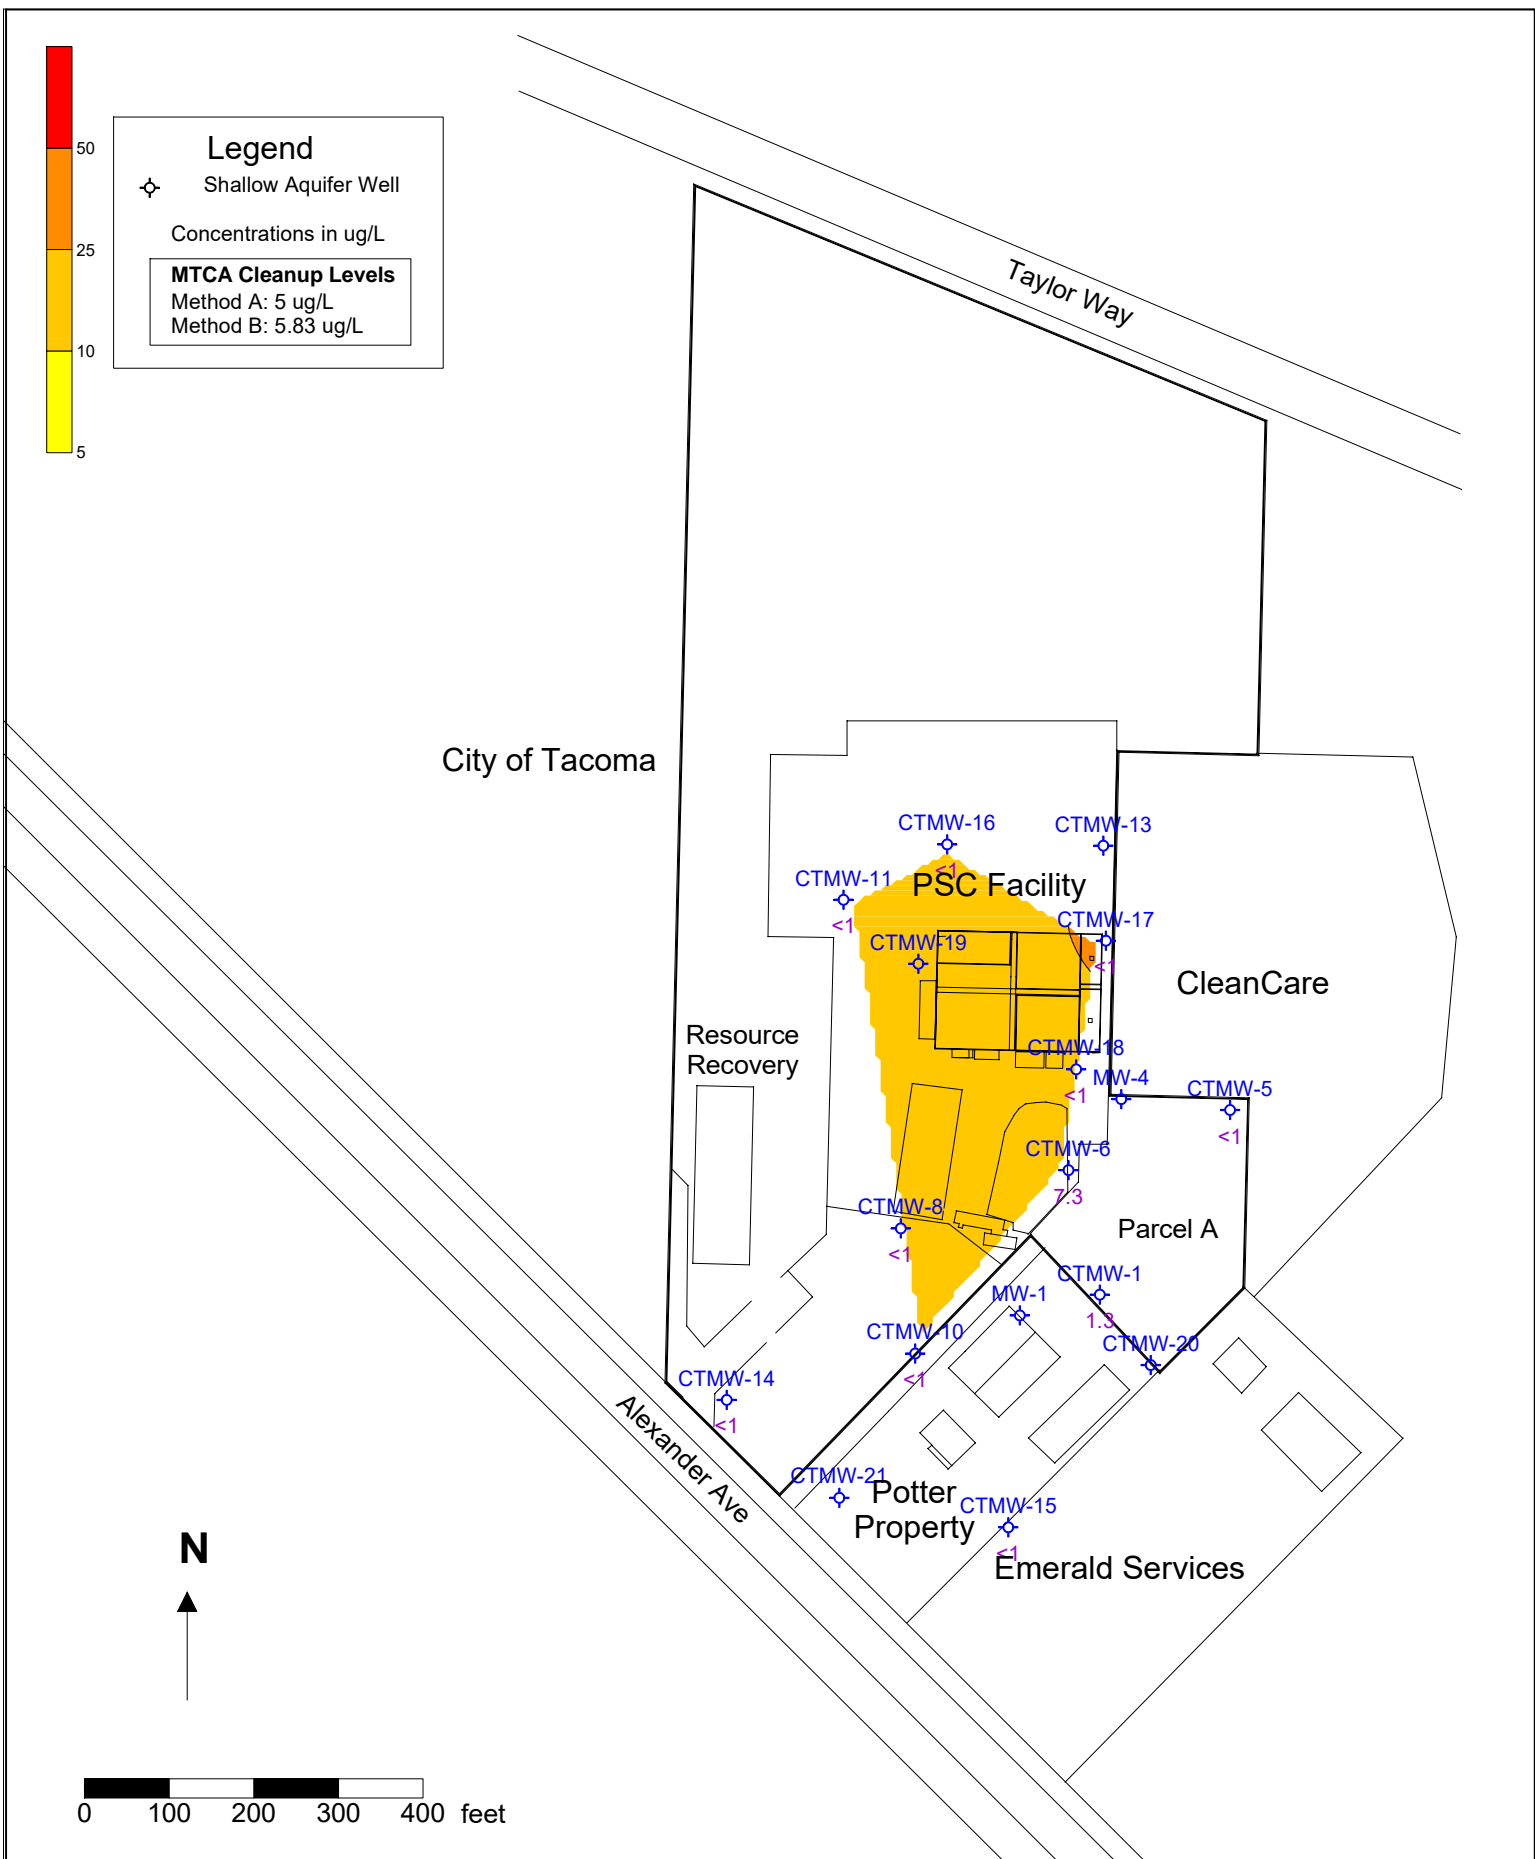 50
25
10
5
Legend
Shallow Aquifer Well
Concentrations in ug/L
MTCA Cleanup Levels
Method A: 5 ug/L
Method B: 5.83 ug/L
Taylor Way
City of Tacoma
CTMW-16
<1
CTMW-13
PSC Facility
CTMW-11
<1
CTMW-17
<1
CTMW-19
CleanCare
Resource
Recovery
CTMW-18
<1
MW-4
CTMW-5
<1
CTMW-6
7.3
CTMW-8
<1
Parcel A
CTMW-1
1.3
MW-1
CTMW-10
<1
CTMW-20
CTMW-14
<1
Alexander Ave
CTMW-21
Potter
Property
CTMW-15
<1
Emerald Services
N
0 100 200 300 400 feet